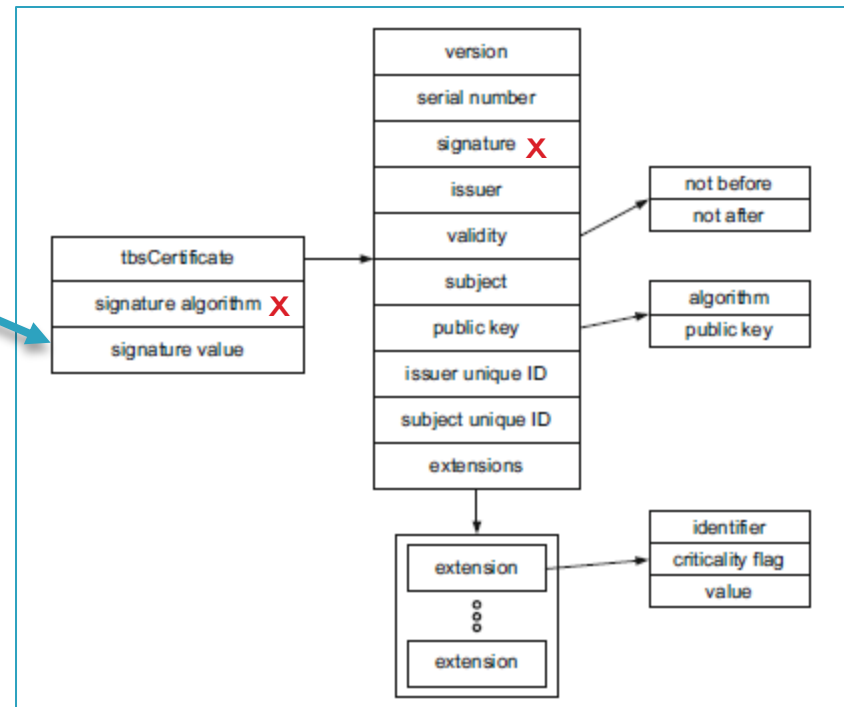 tbsCertificate
signature algorithm X
signature value
version
serial number
signature X
issuer
validity
subject
public key
issuer unique ID
subject unique ID
extensions
not before
not after
algorithm
public key
extension
extension
identifier
criticality flag
value